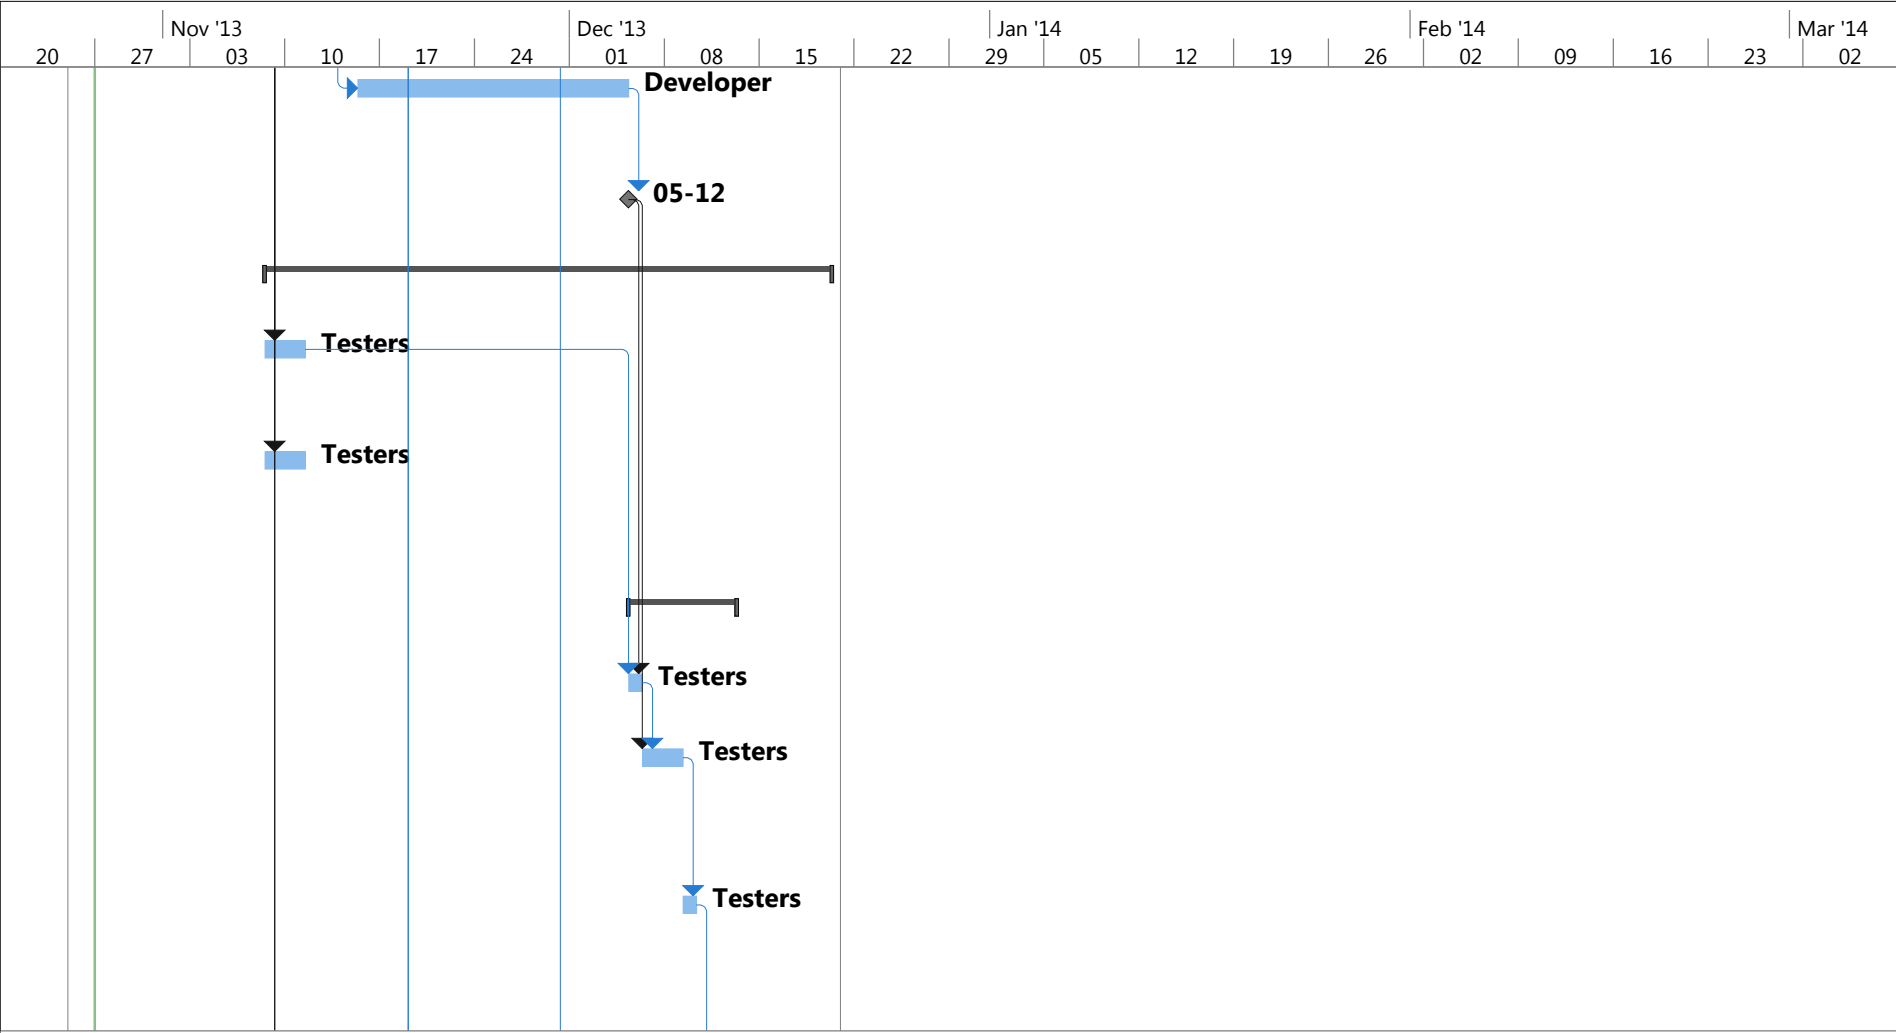 Nov '13 Dec '13 Jan '14 Feb '14 Mar '14
20 27 03 10 17 24 01 08 15 22 29 05 12 19 26 02 09 16 23 02
Developer
05-12
Testers
Testers
Testers
Testers
Testers